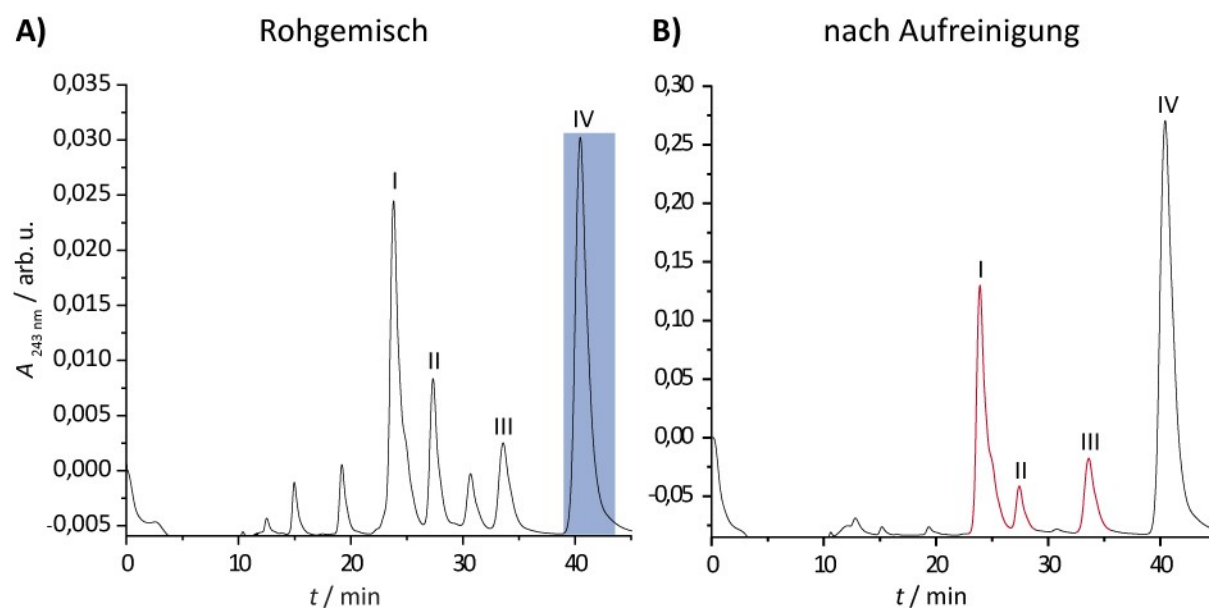 A) Rohgemisch
B) nach Aufreinigung
A 243 nm / arb. u.
0,035
0,030
0,025
0,020
0,015
0,010
0,005
0,000
-0,005
I
II
III
IV
0 10 20 30 40
t / min
0,30
0,25
0,20
0,15
0,10
0,05
0,00
-0,05
I
II
III
IV
0 10 20 30 40
t / min